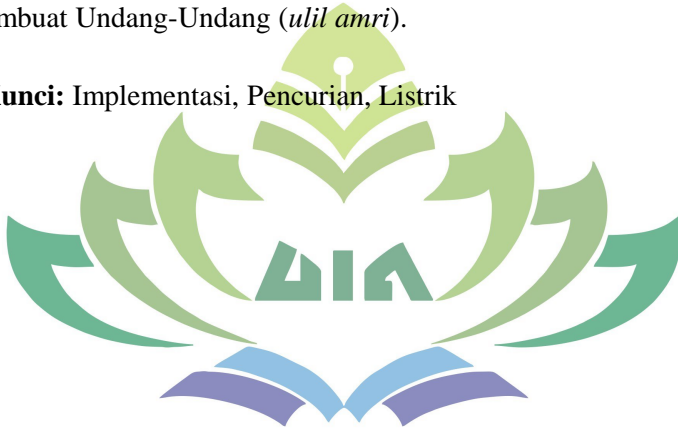 mbuat Undang-Undang (ulil amri).
unci: Implementasi, Pencurian, Listrik
UIN